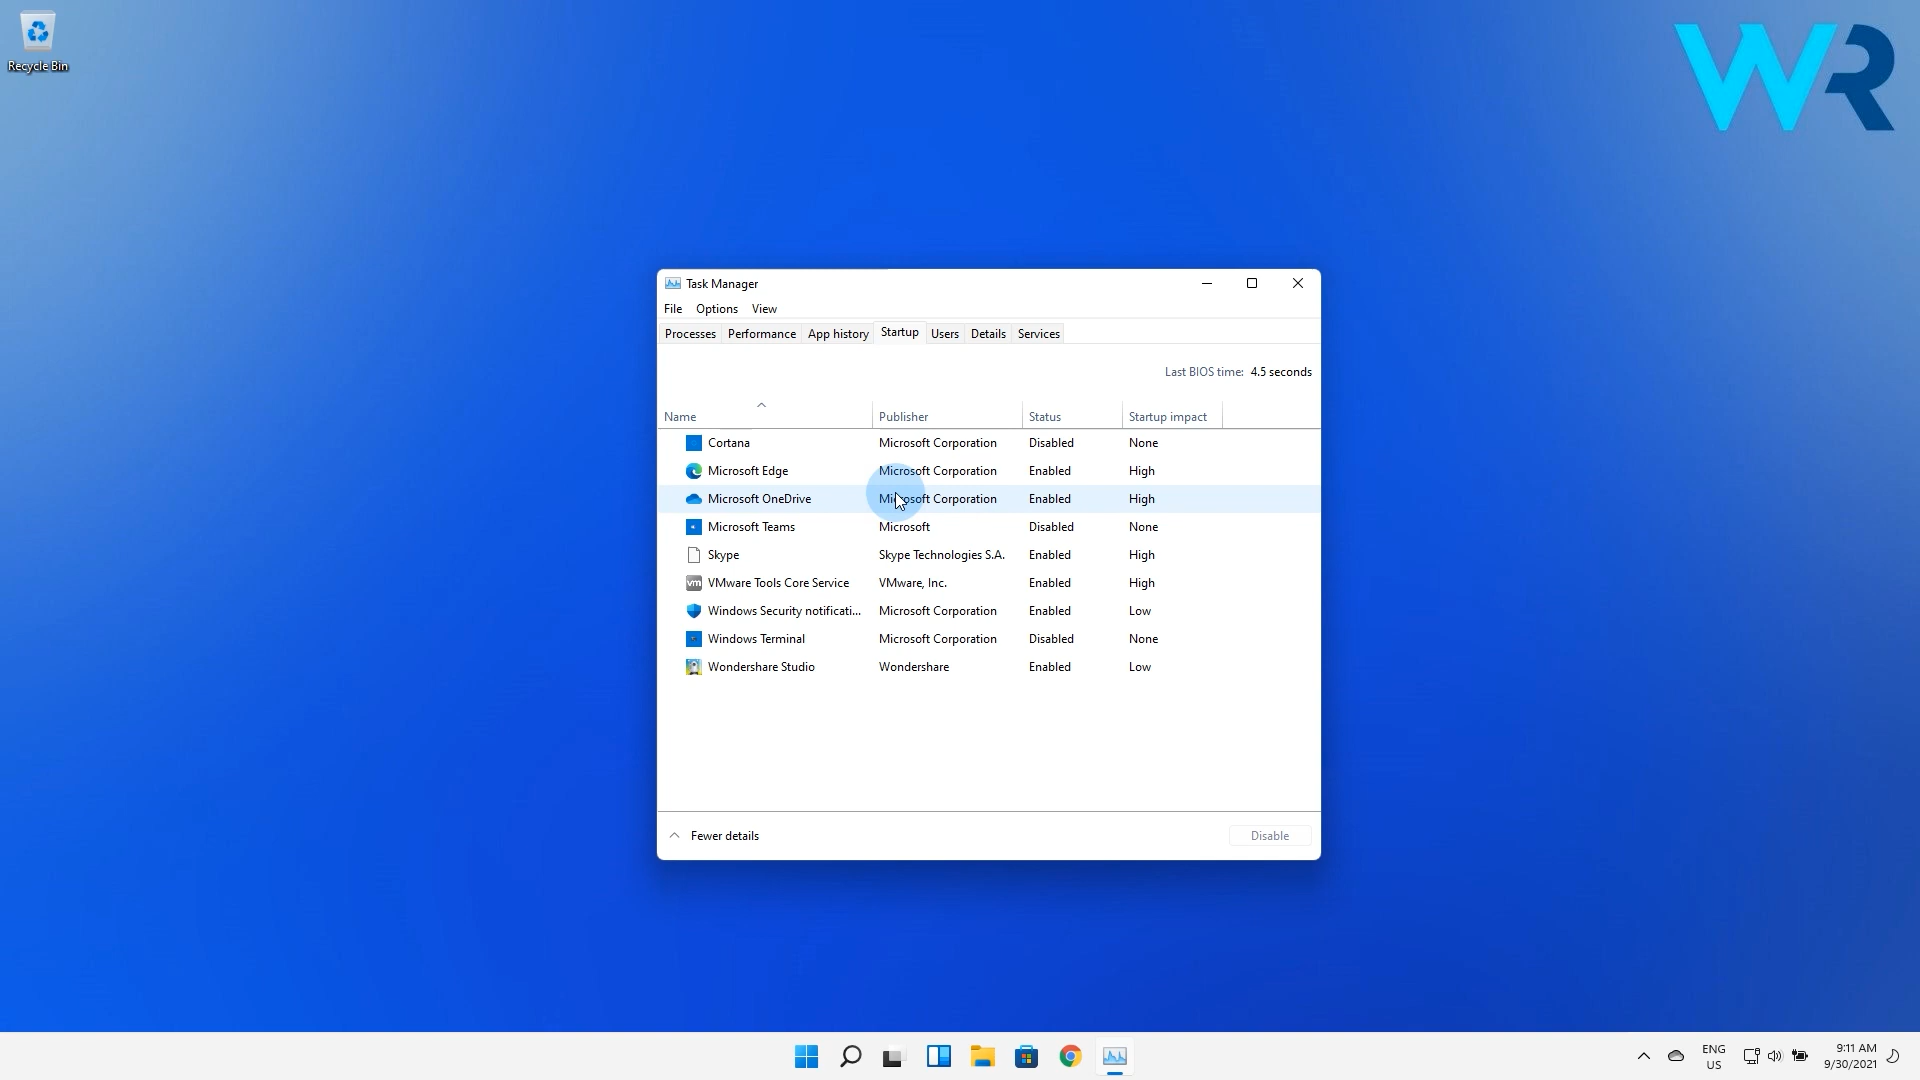 Recycle Bin
WR
Task Manager
File Options View
Processes Performance App history Startup Users Details Services
Last BIOS time: 4.5 seconds
Name Publisher Status Startup impact
Cortana Microsoft Corporation Disabled None
Microsoft Edge Microsoft Corporation Enabled High
Microsoft OneDrive Microsoft Corporation Enabled High
Microsoft Teams Microsoft Disabled None
Skype Skype Technologies S.A. Enabled High
vm VMware Tools Core Service VMware, Inc. Enabled High
Windows Security notificati... Microsoft Corporation Enabled Low
Windows Terminal Microsoft Corporation Disabled None
Wondershare Studio Wondershare Enabled Low
Fewer details Disable
ENG 9:11 AM
US 9/30/2021